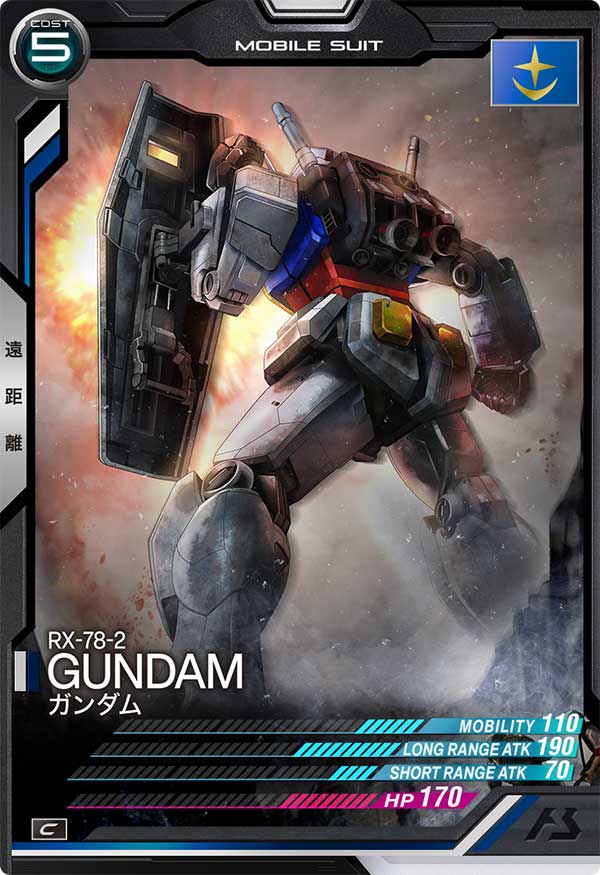 COST
5
MOBILE SUIT
遠距離
RX-78-2
GUNDAM
ガンダム
MOBILITY 110
LONG RANGE ATK 190
SHORT RANGE ATK 70
HP 170
C